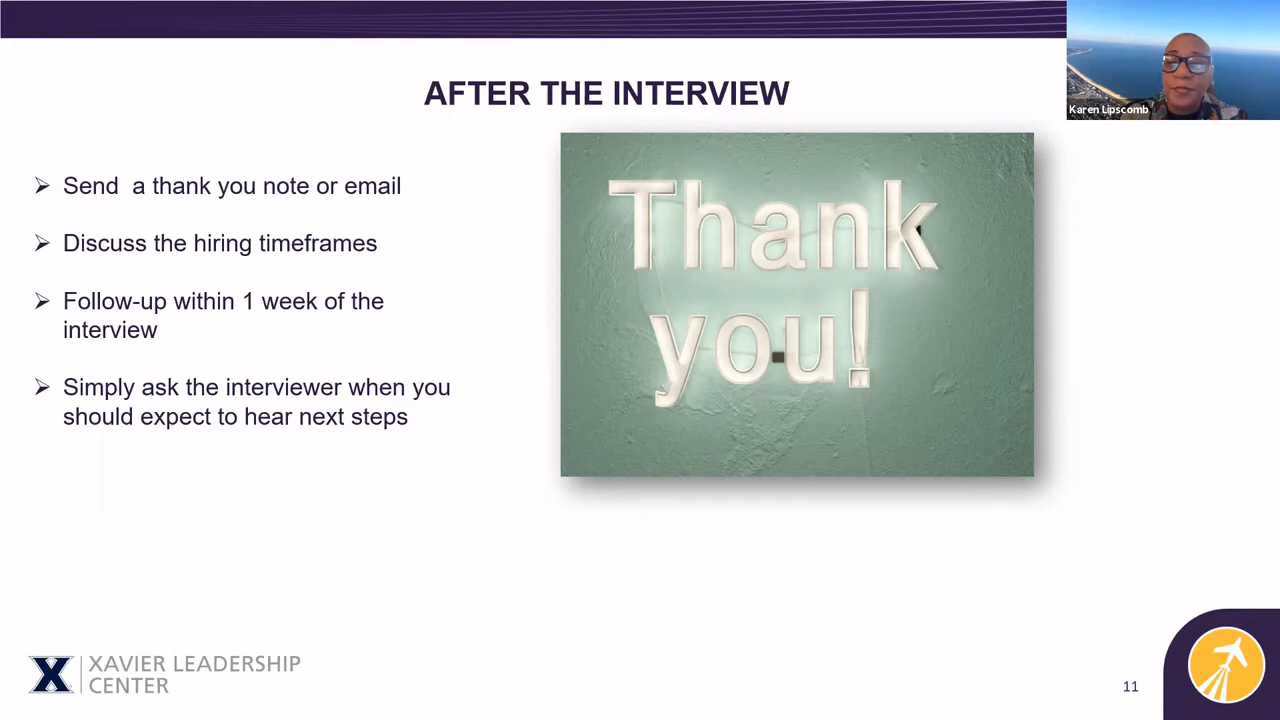 Karen Lipscomb
AFTER THE INTERVIEW
➢ Send  a thank you note or email
➢ Discuss the hiring timeframes
➢ Follow-up within 1 week of the
interview
➢ Simply ask the interviewer when you
should expect to hear next steps
Thank
you!
X
XAVIER LEADERSHIP
CENTER
11